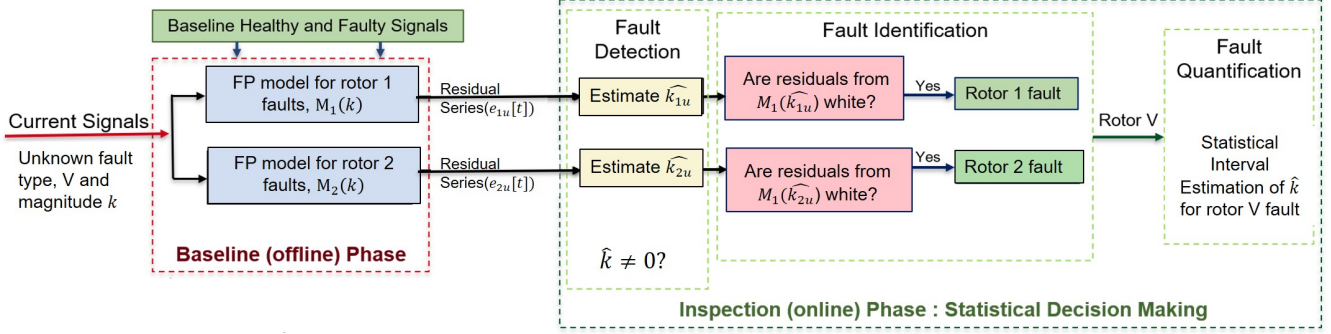 Baseline Healthy and Faulty Signals
Current Signals
Unknown fault
type, V and
magnitude k
FP model for rotor 1
faults, M₁(k)
FP model for rotor 2
faults, M₂(k)
Baseline (offline) Phase
Residual
Series(e₁ᵤ[t])
Residual
Series(e₂ᵤ[t])
Fault
Detection
Estimate k̂₁ᵤ
Estimate k̂₂ᵤ
k̂ ≠ 0?
Fault Identification
Are residuals from
M₁(k̂₁ᵤ) white?
Yes
Rotor 1 fault
Are residuals from
M₁(k̂₂ᵤ) white?
Yes
Rotor 2 fault
Rotor V
Fault
Quantification
Statistical
Interval
Estimation of k̂
for rotor V fault
Inspection (online) Phase : Statistical Decision Making